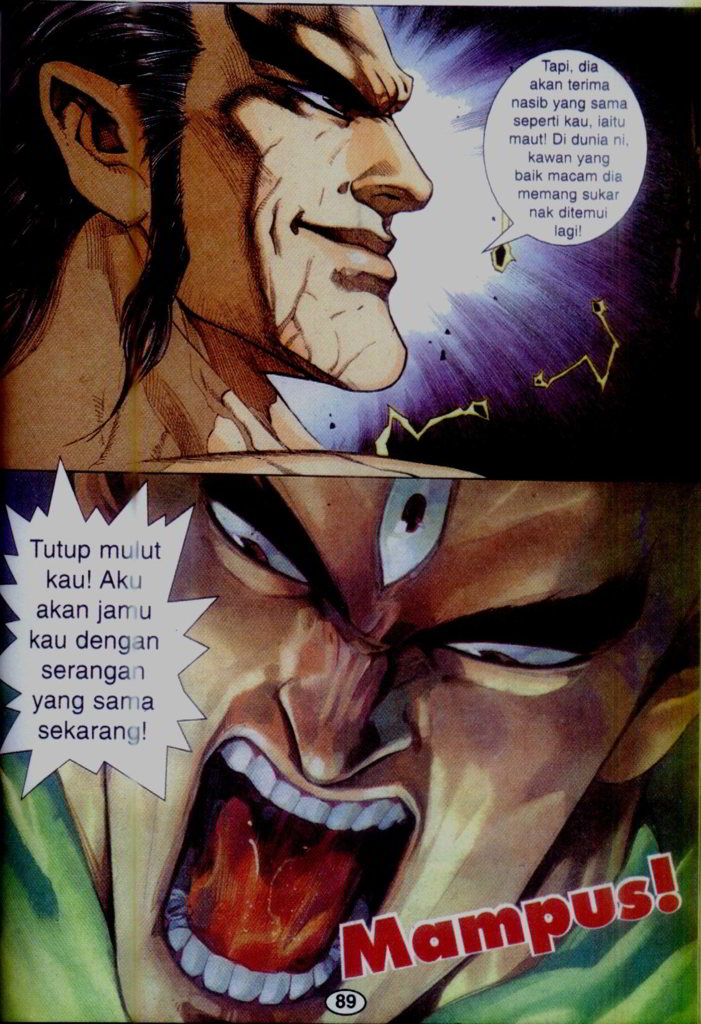 Tapi, dia
akan terima
nasib yang sama
seperti kau, iaitu
maut! Di dunia ni,
kawan yang
baik macam dia
memang sukar
nak ditemui
lagi!
Tutup mulut
kau! Aku
akan jamu
kau dengan
serangan
yang sama
sekarang!
Mampus!
89